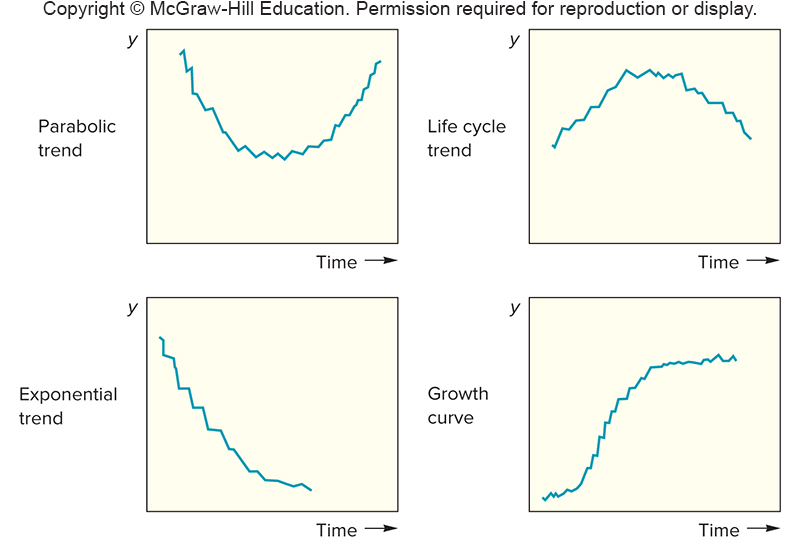 Copyright © McGraw-Hill Education. Permission required for reproduction or display.
y
Parabolic
trend
Time
y
Life cycle
trend
Time
y
Exponential
trend
Time
y
Growth
curve
Time